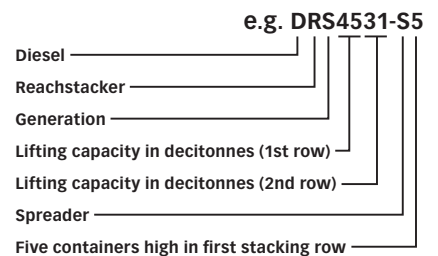 e.g. DRS4531-S5
Diesel
Reachstacker
Generation
Lifting capacity in decitonnes (1st row)
Lifting capacity in decitonnes (2nd row)
Spreader
Five containers high in first stacking row